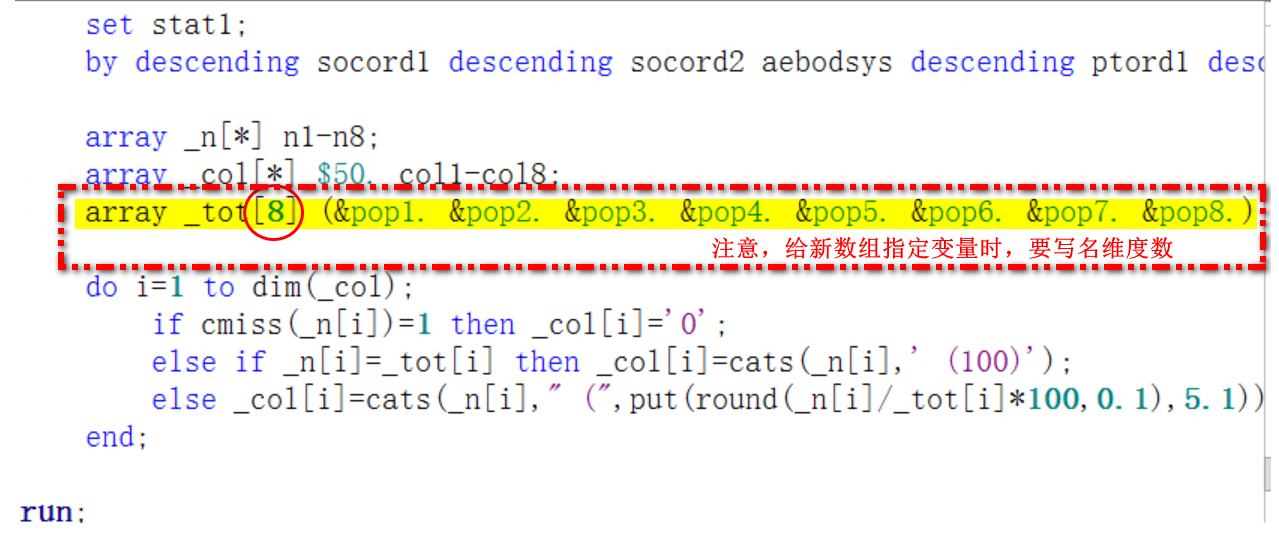 set stat1;
by descending socord1 descending socord2 aebodsys descending ptord1 desc
array _n[*] n1-n8;
array _col[*] $50. col1-col8;
array _tot[8] (&pop1. &pop2. &pop3. &pop4. &pop5. &pop6. &pop7. &pop8.)
注意，给新数组指定变量时，要写名维度数
do i=1 to dim(_col);
if cmiss(_n[i])=1 then _col[i]='0';
else if _n[i]=_tot[i] then _col[i]=cats(_n[i],' (100)');
else _col[i]=cats(_n[i]," (",put(round(_n[i]/_tot[i]*100,0.1),5.1))
end;
run;